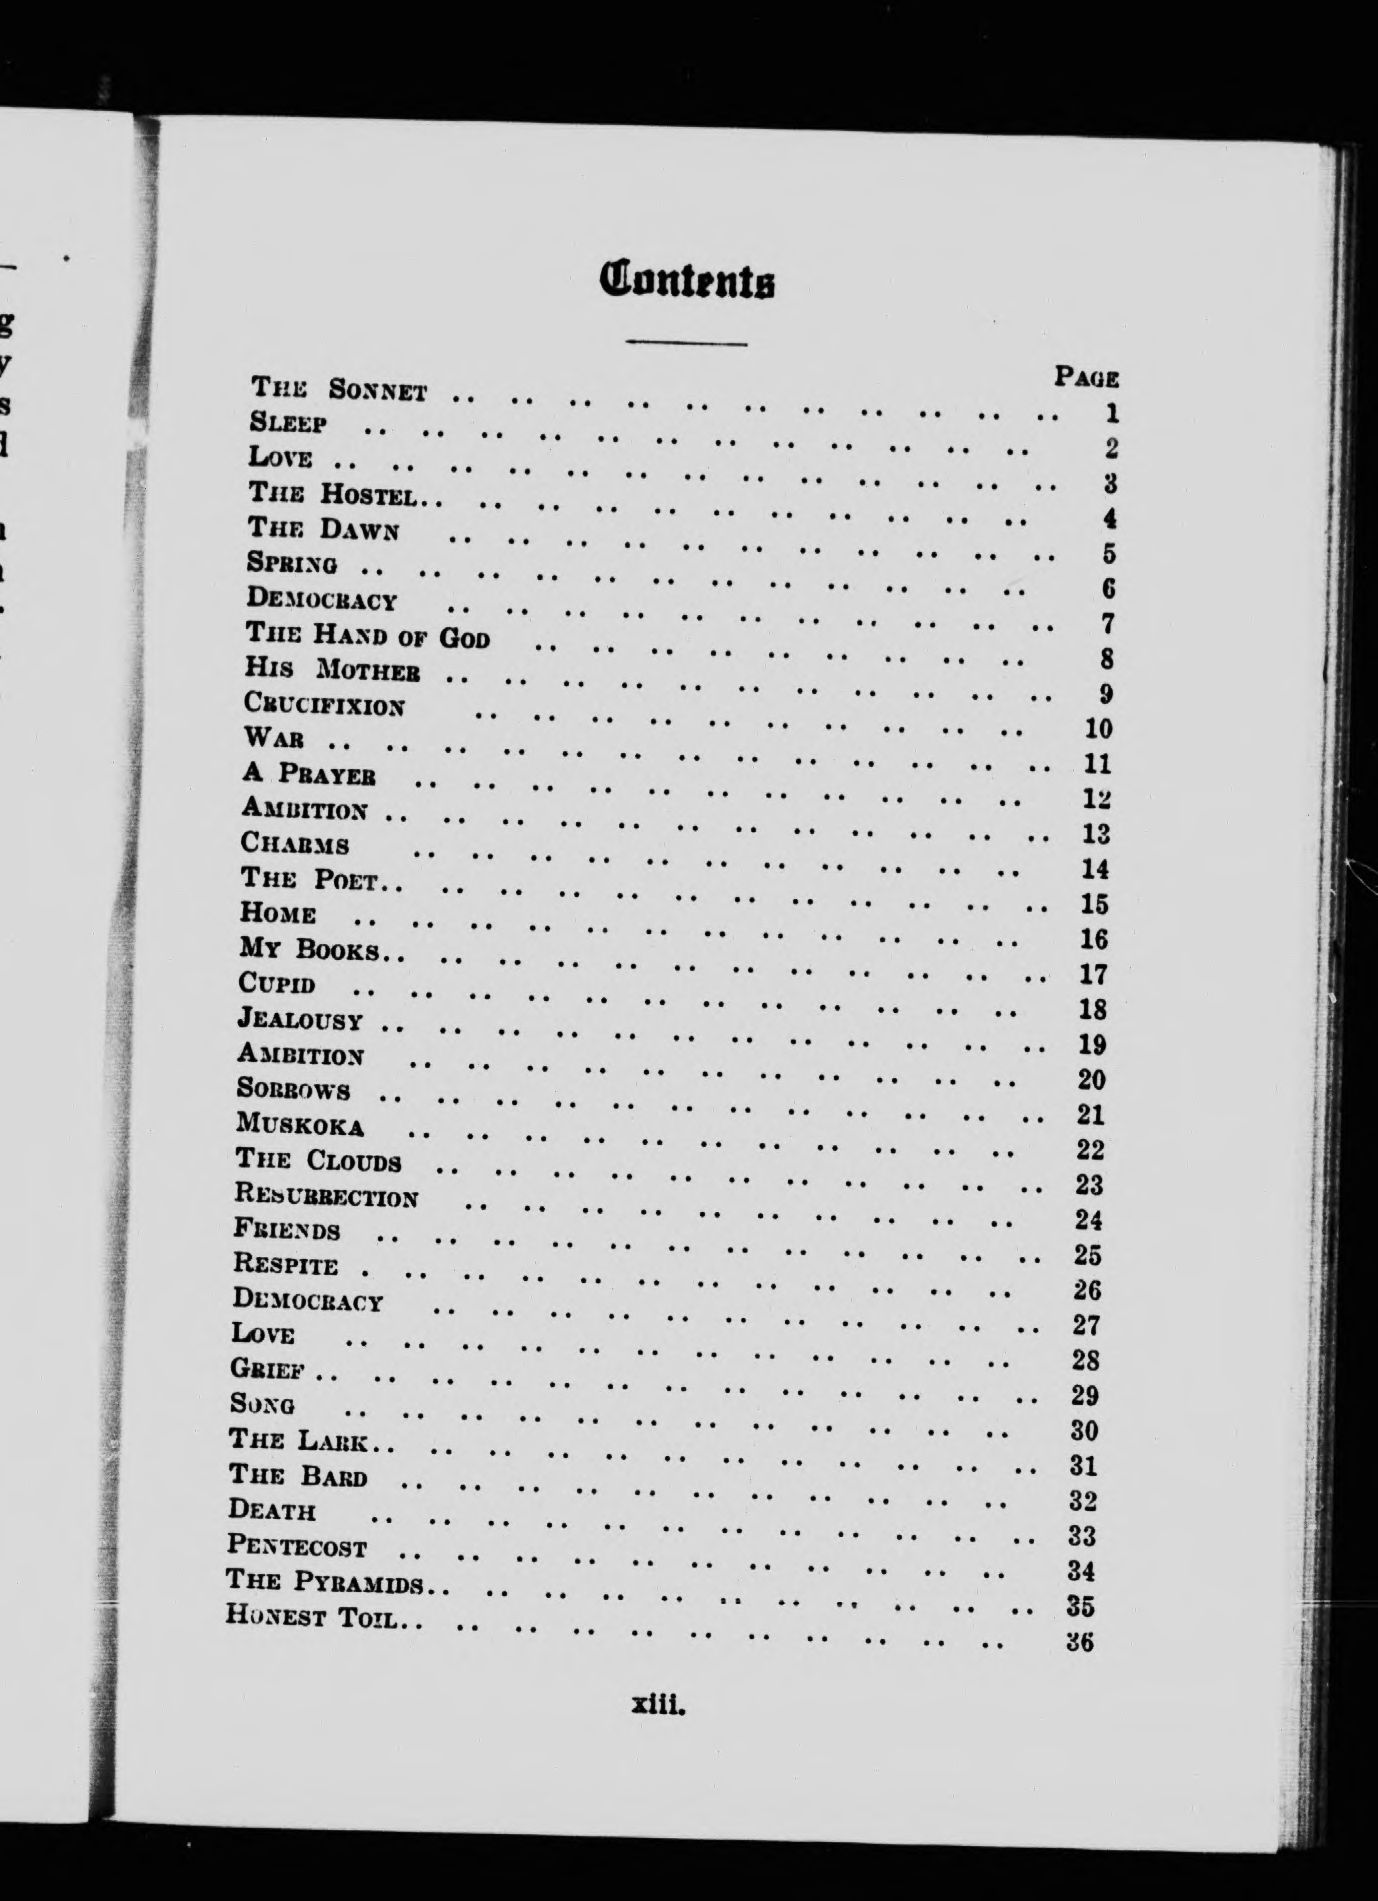 Contents
PAGE
THE SONNET .. .. .. .. .. .. .. .. .. .. .. 1
SLEEP .. .. .. .. .. .. .. .. .. .. .. .. 2
LOVE .. .. .. .. .. .. .. .. .. .. .. .. .. 3
THE HOSTEL.. .. .. .. .. .. .. .. .. .. .. 4
THE DAWN .. .. .. .. .. .. .. .. .. .. .. 5
SPRING .. .. .. .. .. .. .. .. .. .. .. .. 6
DEMOCRACY .. .. .. .. .. .. .. .. .. .. .. 7
THE HAND OF GOD .. .. .. .. .. .. .. .. .. 8
HIS MOTHER .. .. .. .. .. .. .. .. .. .. .. 9
CRUCIFIXION .. .. .. .. .. .. .. .. .. .. 10
WAR .. .. .. .. .. .. .. .. .. .. .. .. .. 11
A PRAYER .. .. .. .. .. .. .. .. .. .. .. 12
AMBITION .. .. .. .. .. .. .. .. .. .. .. .. 13
CHARMS .. .. .. .. .. .. .. .. .. .. .. 14
THE POET.. .. .. .. .. .. .. .. .. .. .. .. 15
HOME .. .. .. .. .. .. .. .. .. .. .. .. 16
MY BOOKS.. .. .. .. .. .. .. .. .. .. .. .. 17
CUPID .. .. .. .. .. .. .. .. .. .. .. .. 18
JEALOUSY .. .. .. .. .. .. .. .. .. .. .. .. 19
AMBITION .. .. .. .. .. .. .. .. .. .. .. 20
SORROWS .. .. .. .. .. .. .. .. .. .. .. .. 21
MUSKOKA .. .. .. .. .. .. .. .. .. .. .. 22
THE CLOUDS .. .. .. .. .. .. .. .. .. .. .. 23
RESURRECTION .. .. .. .. .. .. .. .. .. .. 24
FRIENDS .. .. .. .. .. .. .. .. .. .. .. .. 25
RESPITE . .. .. .. .. .. .. .. .. .. .. .. 26
DEMOCRACY .. .. .. .. .. .. .. .. .. .. .. 27
LOVE .. .. .. .. .. .. .. .. .. .. .. .. 28
GRIEF .. .. .. .. .. .. .. .. .. .. .. .. .. 29
SONG .. .. .. .. .. .. .. .. .. .. .. .. 30
THE LARK.. .. .. .. .. .. .. .. .. .. .. .. 31
THE BARD .. .. .. .. .. .. .. .. .. .. .. 32
DEATH .. .. .. .. .. .. .. .. .. .. .. .. 33
PENTECOST .. .. .. .. .. .. .. .. .. .. .. 34
THE PYRAMIDS.. .. .. .. .. .. .. .. .. .. .. 35
HONEST TOIL.. .. .. .. .. .. .. .. .. .. .. 36
xiii.